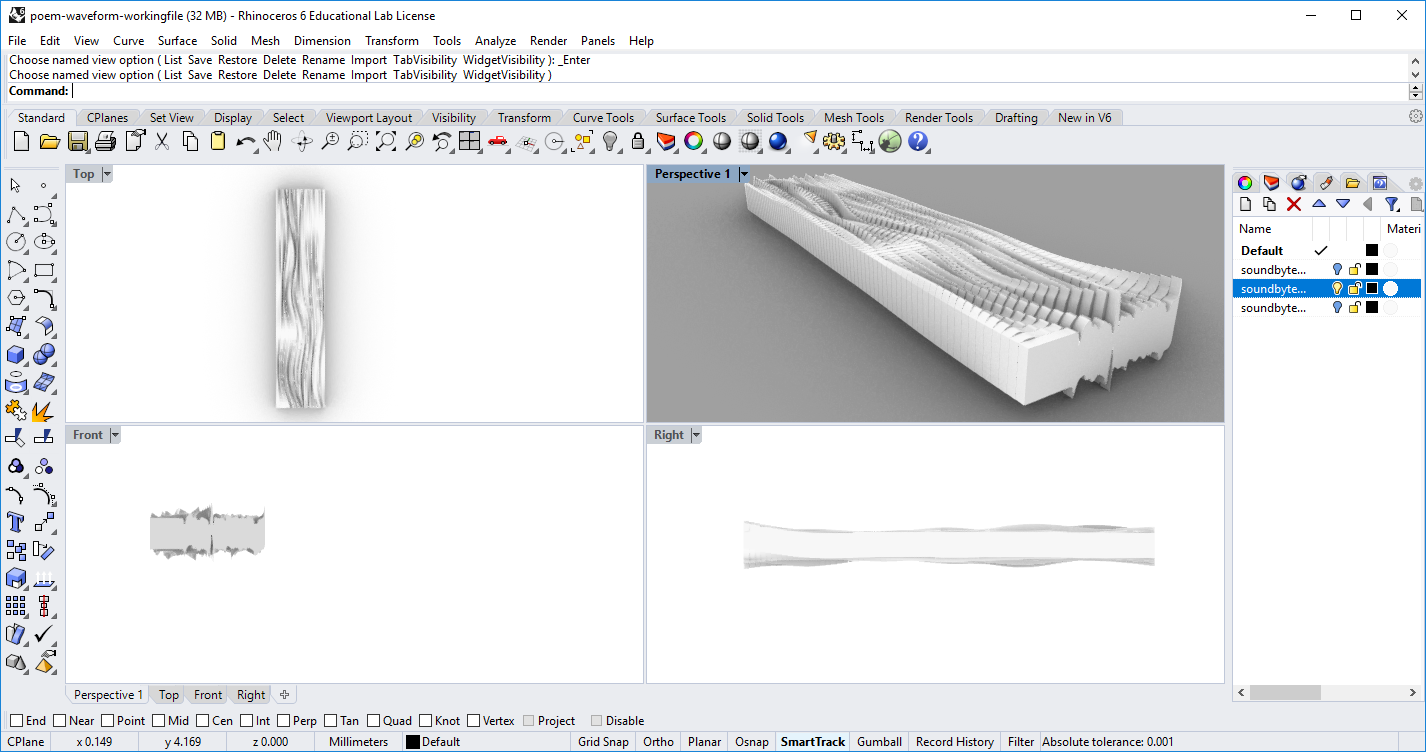 poem-waveform-workingfile (32 MB) - Rhinoceros 6 Educational Lab License
File Edit View Curve Surface Solid Mesh Dimension Transform Tools Analyze Render Panels Help
Choose named view option ( List Save Restore Delete Rename Import TabVisibility WidgetVisibility ): _Enter
Choose named view option ( List Save Restore Delete Rename Import TabVisibility WidgetVisibility )
Command:
Standard CPlanes Set View Display Select Viewport Layout Visibility Transform Curve Tools Surface Tools Solid Tools Mesh Tools Render Tools Drafting New in V6
Top
Perspective 1
Name Materi
Default
soundbyte...
soundbyte...
soundbyte...
Front
Right
Perspective 1 Top Front Right
End Near Point Mid Cen Int Perp Tan Quad Knot Vertex Project Disable
CPlane x 0.149 y 4.169 z 0.000 Millimeters Default Grid Snap Ortho Planar Osnap SmartTrack Gumball Record History Filter Absolute tolerance: 0.001